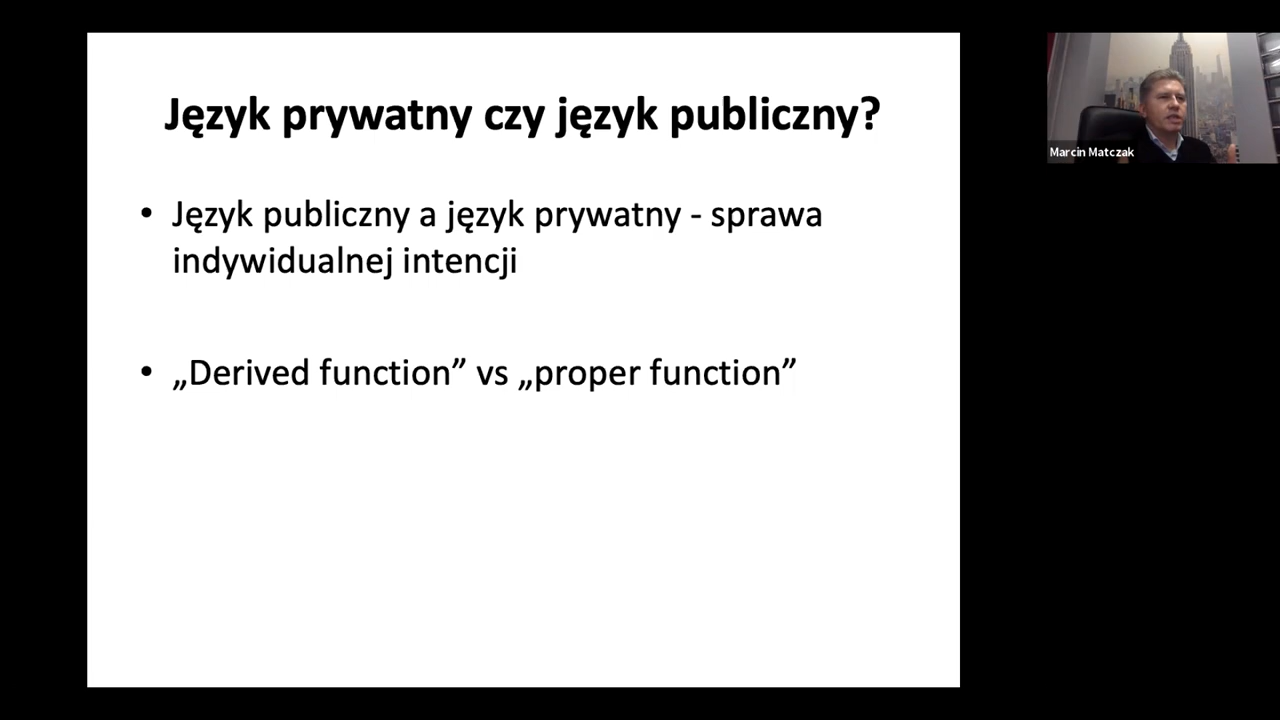 Język prywatny czy język publiczny?
• Język publiczny a język prywatny - sprawa
indywidualnej intencji
• „Derived function” vs „proper function”
Marcin Matczak